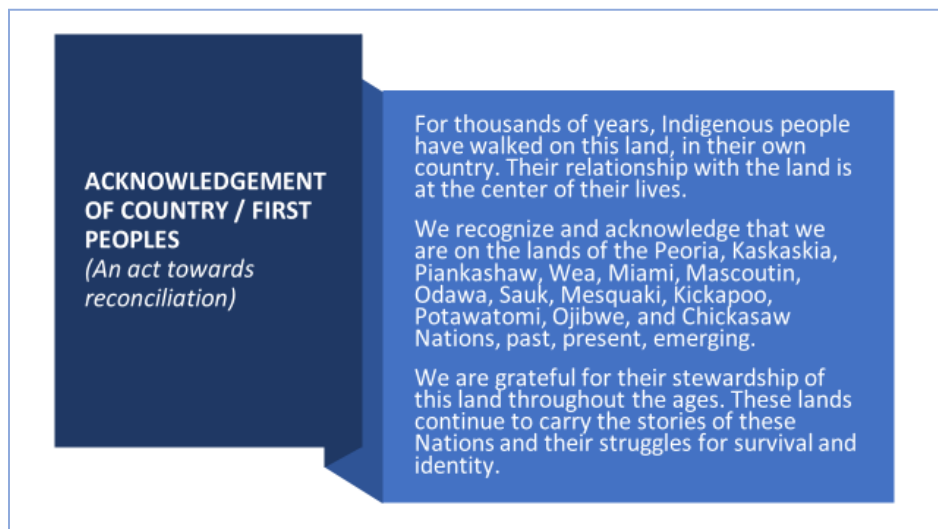 ACKNOWLEDGEMENT
OF COUNTRY / FIRST
PEOPLES
(An act towards
reconciliation)
For thousands of years, Indigenous people
have walked on this land, in their own
country. Their relationship with the land is
at the center of their lives.
We recognize and acknowledge that we
are on the lands of the Peoria, Kaskaskia,
Piankashaw, Wea, Miami, Mascoutin,
Odawa, Sauk, Mesquaki, Kickapoo,
Potawatomi, Ojibwe, and Chickasaw
Nations, past, present, emerging.
We are grateful for their stewardship of
this land throughout the ages. These lands
continue to carry the stories of these
Nations and their struggles for survival and
identity.